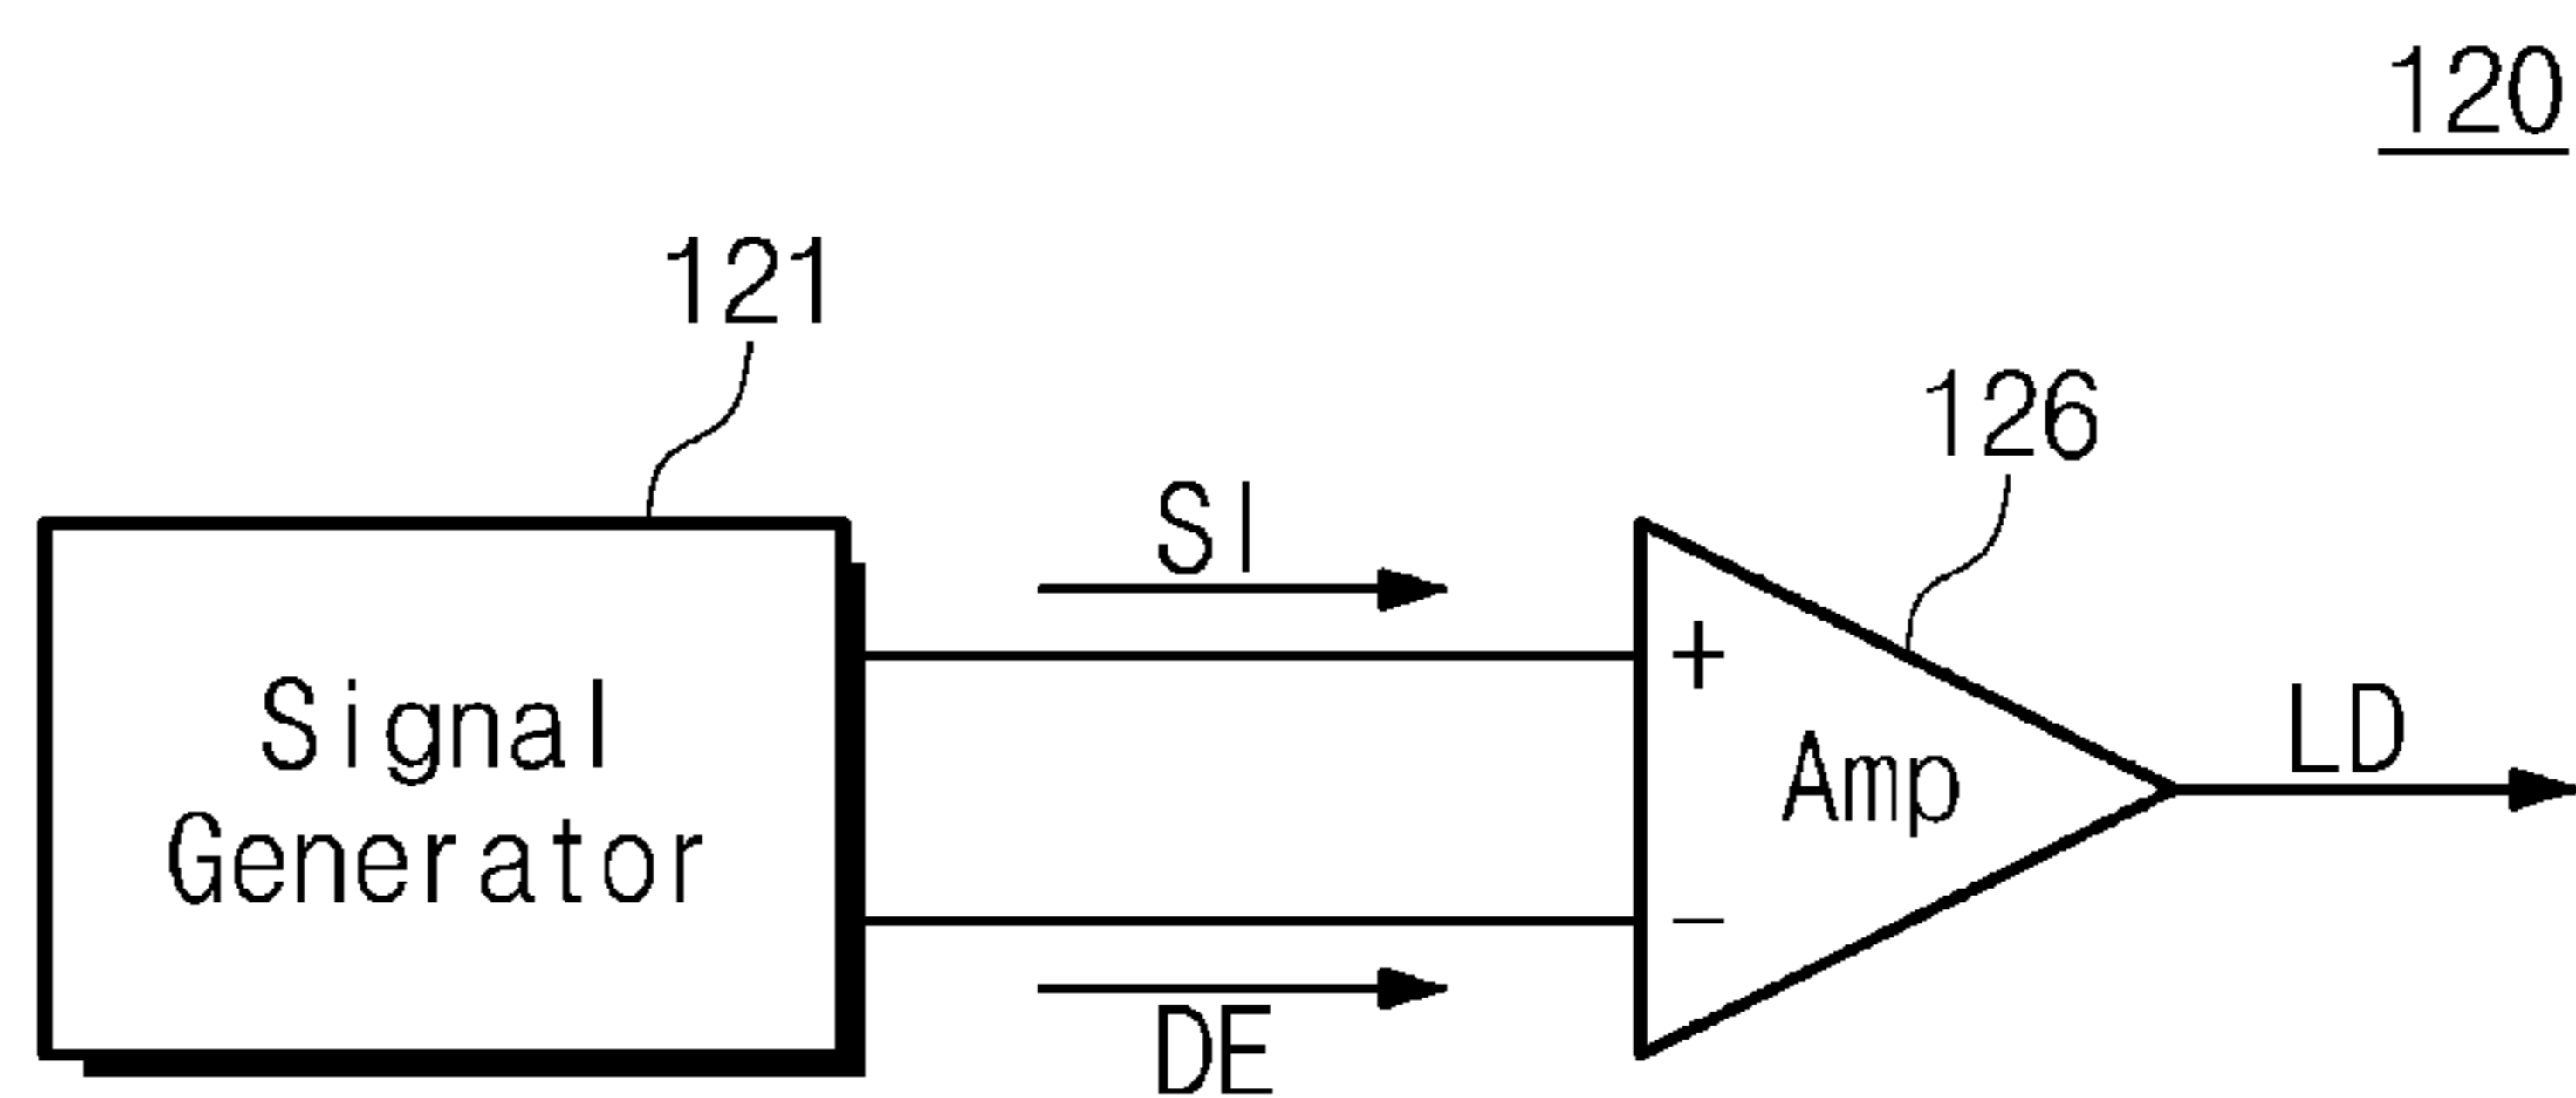 120
121
126
SI
+
Signal
Generator
Amp
LD
−
DE